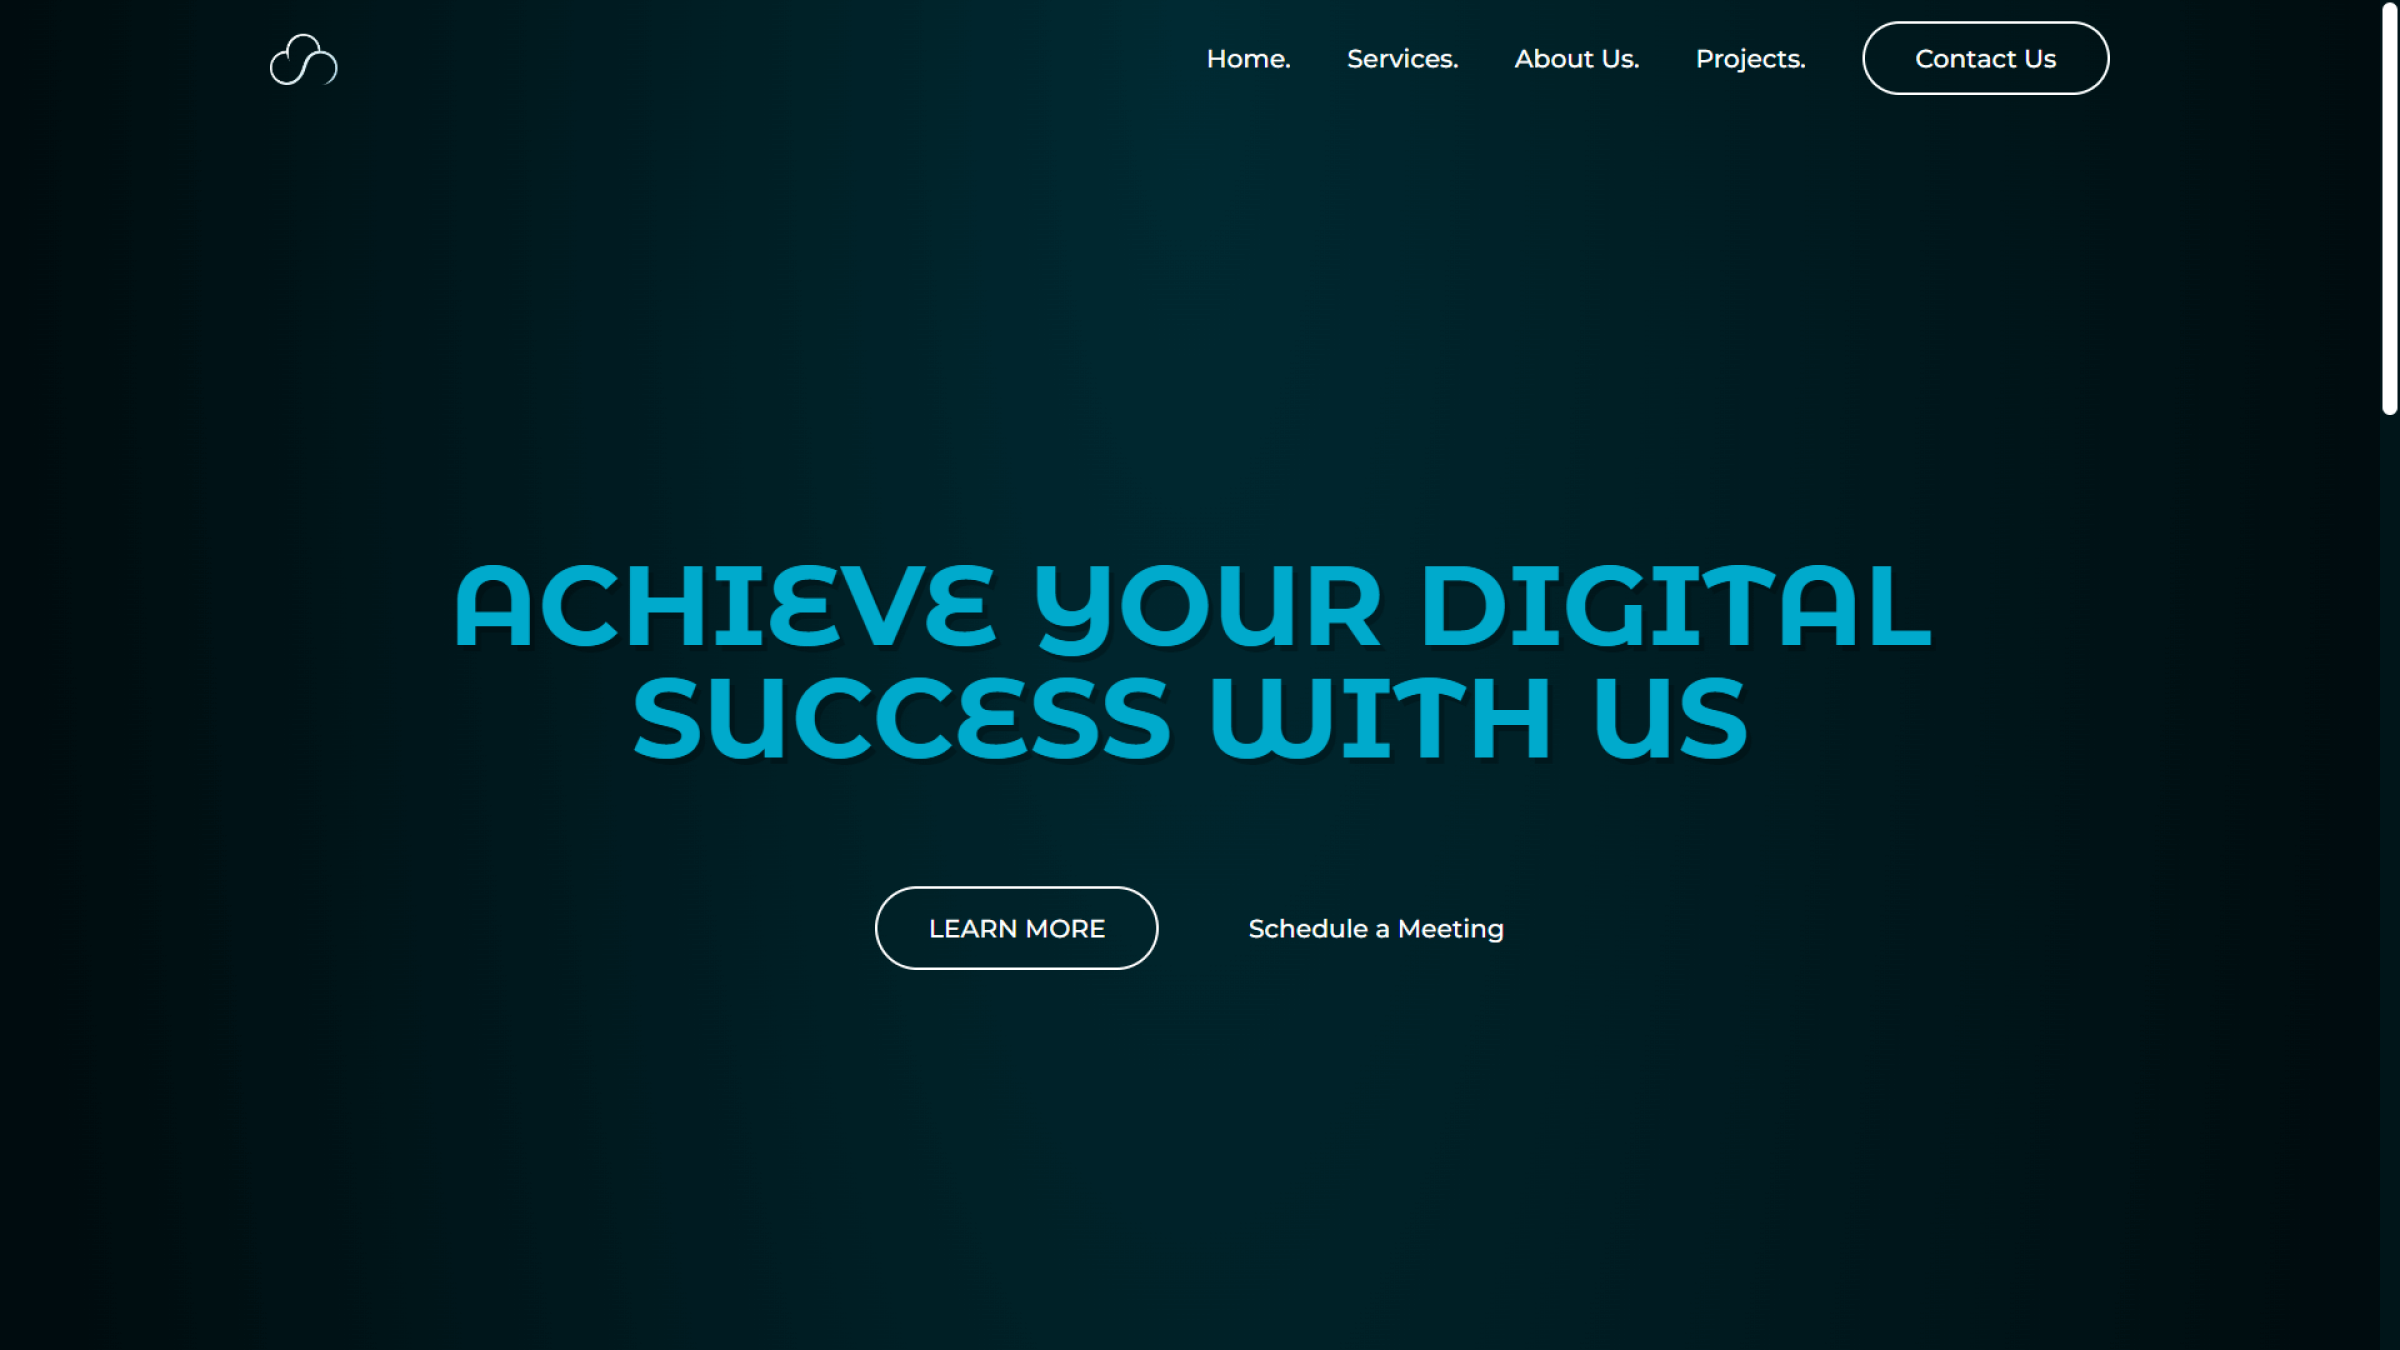 Home. Services. About Us. Projects. Contact Us
ACHIEVE YOUR DIGITAL
SUCCESS WITH US
LEARN MORE Schedule a Meeting